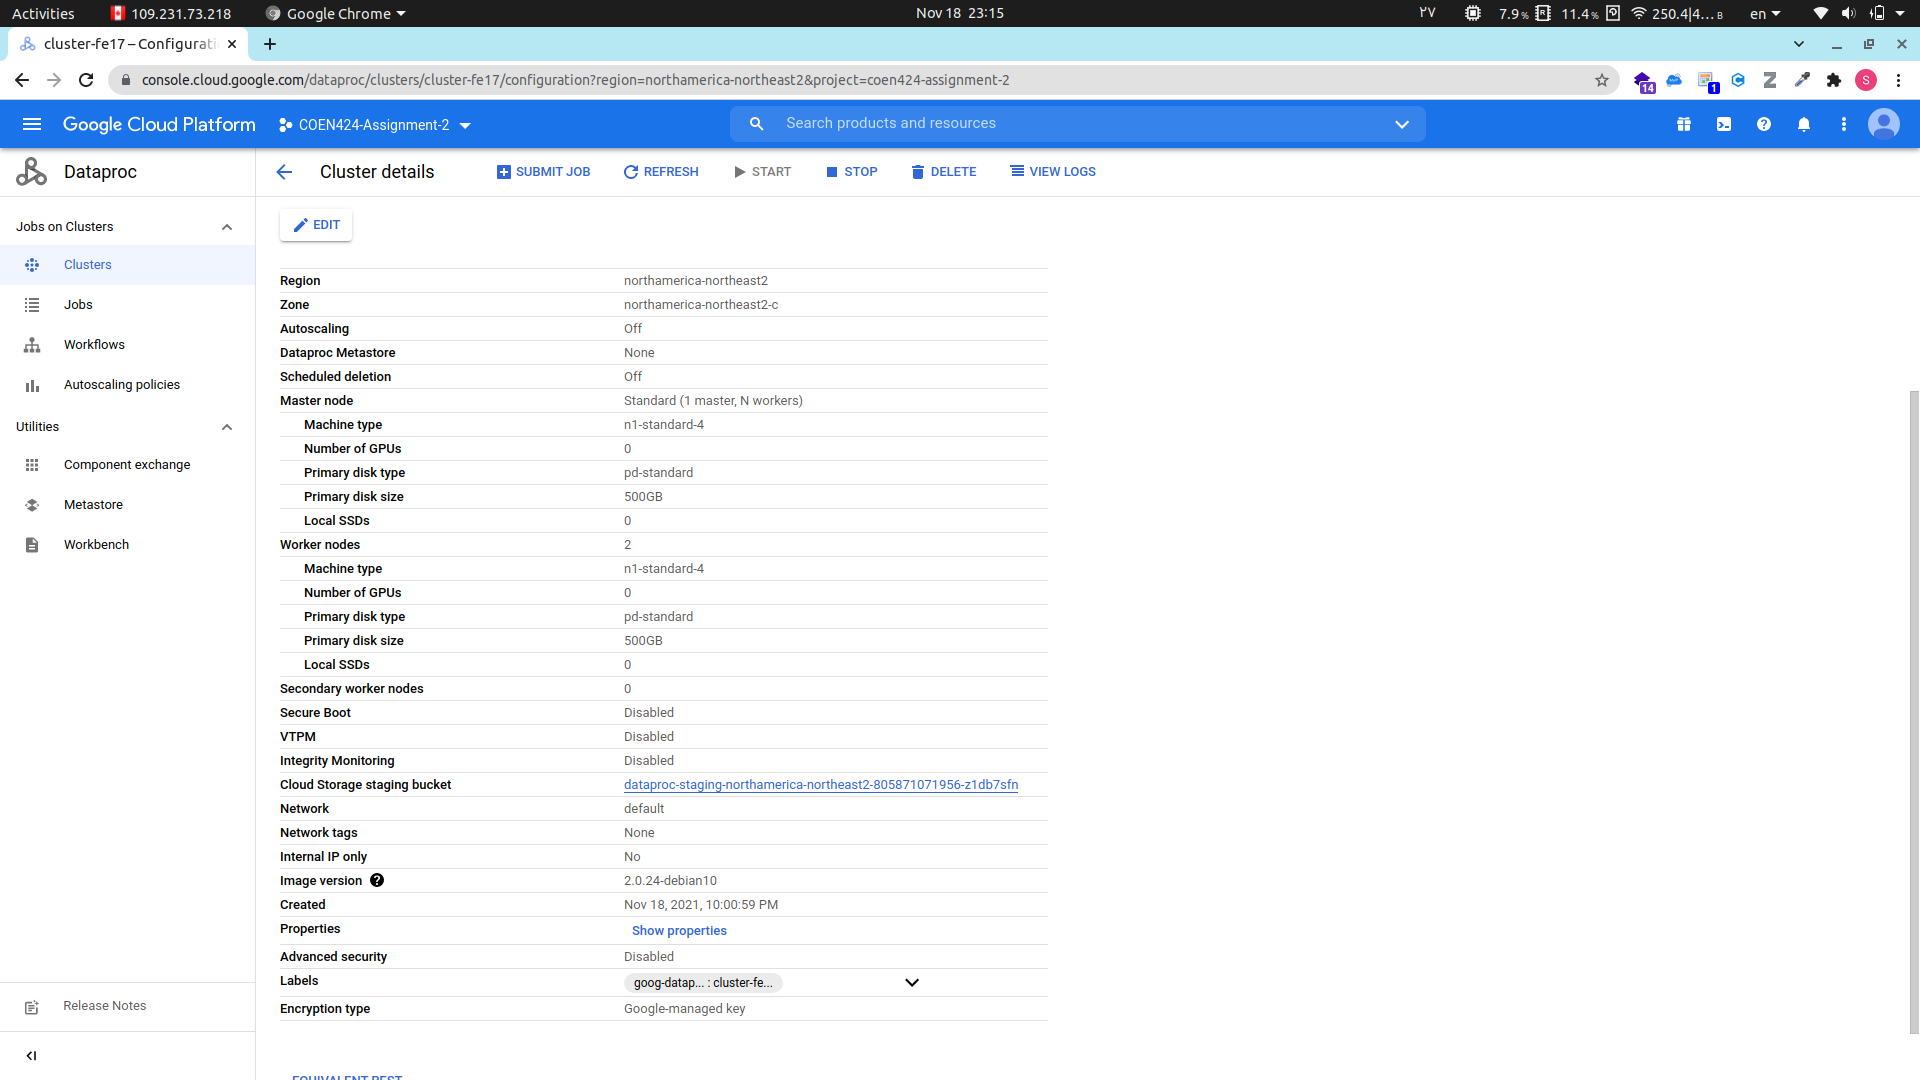 Activities 109.231.73.218 Google Chrome Nov 18 23:15 ٢٧ 7.9% 11.4% 250.4|4... B en
cluster-fe17 – Configurati
console.cloud.google.com/dataproc/clusters/cluster-fe17/configuration?region=northamerica-northeast2&project=coen424-assignment-2 14 1 S
Google Cloud Platform COEN424-Assignment-2 Search products and resources
Dataproc Cluster details SUBMIT JOB REFRESH START STOP DELETE VIEW LOGS
Jobs on Clusters
Clusters
Jobs
Workflows
Autoscaling policies
Utilities
Component exchange
Metastore
Workbench
Release Notes
EDIT
Region northamerica-northeast2
Zone northamerica-northeast2-c
Autoscaling Off
Dataproc Metastore None
Scheduled deletion Off
Master node Standard (1 master, N workers)
Machine type n1-standard-4
Number of GPUs 0
Primary disk type pd-standard
Primary disk size 500GB
Local SSDs 0
Worker nodes 2
Machine type n1-standard-4
Number of GPUs 0
Primary disk type pd-standard
Primary disk size 500GB
Local SSDs 0
Secondary worker nodes 0
Secure Boot Disabled
VTPM Disabled
Integrity Monitoring Disabled
Cloud Storage staging bucket dataproc-staging-northamerica-northeast2-805871071956-z1db7sfn
Network default
Network tags None
Internal IP only No
Image version 2.0.24-debian10
Created Nov 18, 2021, 10:00:59 PM
Properties Show properties
Advanced security Disabled
Labels goog-datap... : cluster-fe...
Encryption type Google-managed key
EQUIVALENT REST